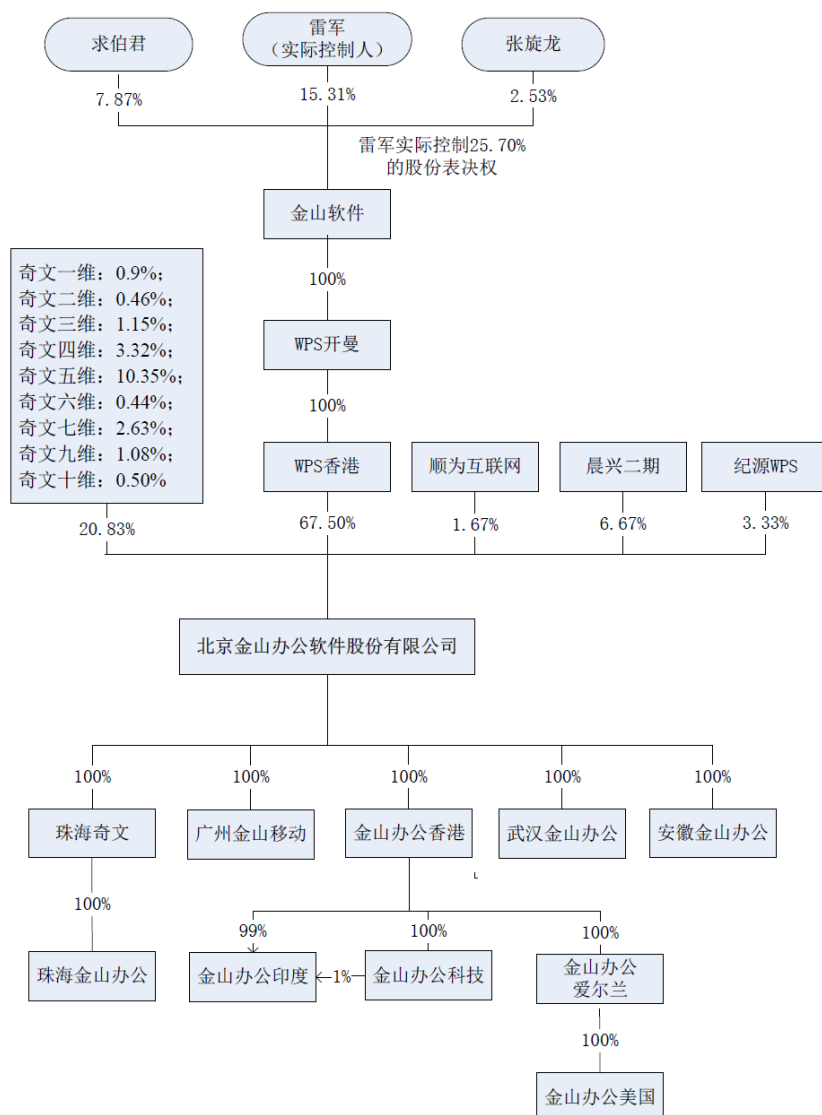 求伯君
雷军
（实际控制人）
张旋龙
7.87%
15.31%
2.53%
雷军实际控制25.70%
的股份表决权
金山软件
100%
奇文一维：0.9%；
奇文二维：0.46%；
奇文三维：1.15%；
奇文四维：3.32%；
奇文五维：10.35%；
奇文六维：0.44%；
奇文七维：2.63%；
奇文九维：1.08%；
奇文十维：0.50%
WPS开曼
100%
WPS香港
顺为互联网
晨兴二期
纪源WPS
20.83%
67.50%
1.67%
6.67%
3.33%
北京金山办公软件股份有限公司
100%
100%
100%
100%
100%
珠海奇文
广州金山移动
金山办公香港
武汉金山办公
安徽金山办公
100%
99%
100%
100%
珠海金山办公
金山办公印度
1%
金山办公科技
金山办公
爱尔兰
100%
金山办公美国